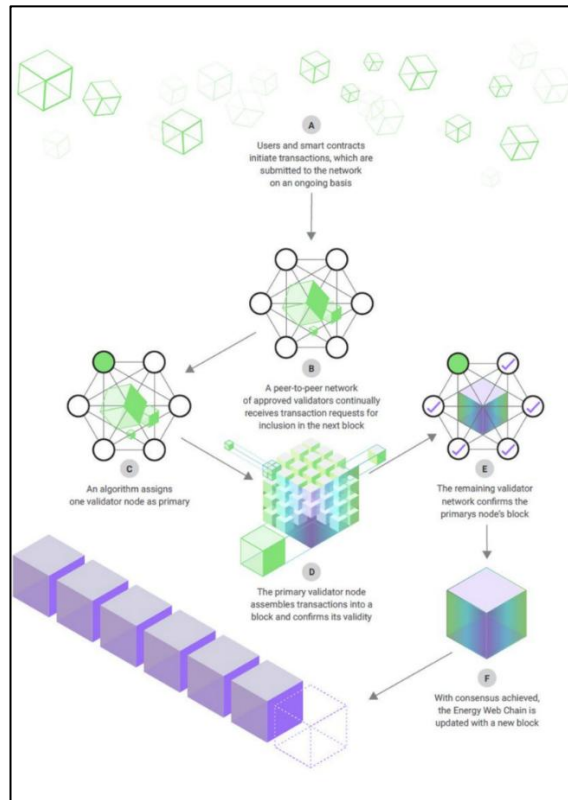 A
Users and smart contracts
initiate transactions, which are
submitted to the network
on an ongoing basis
B
A peer-to-peer network
of approved validators continually
receives transaction requests for
inclusion in the next block
C
An algorithm assigns
one validator node as primary
D
The primary validator node
assembles transactions into a
block and confirms its validity
E
The remaining validator
network confirms the
primarys node's block
F
With consensus achieved,
the Energy Web Chain is
updated with a new block